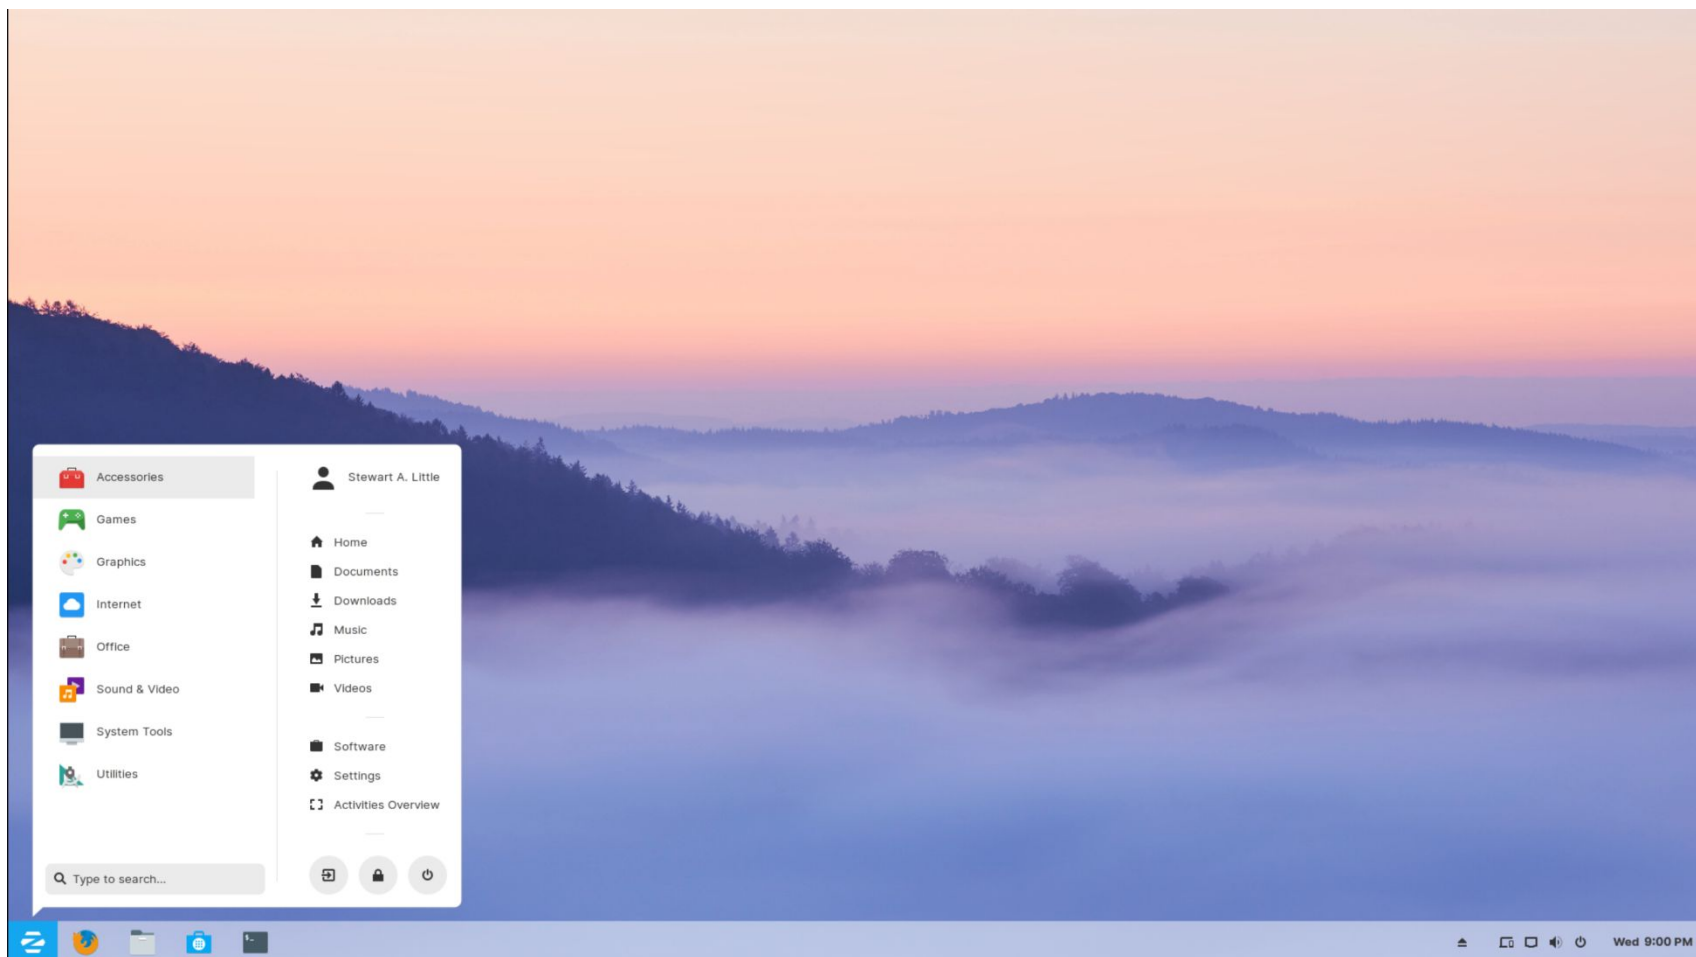 Accessories
Games
Graphics
Internet
Office
Sound & Video
System Tools
Utilities
Type to search...
Stewart A. Little
Home
Documents
Downloads
Music
Pictures
Videos
Software
Settings
Activities Overview
Wed 9:00 PM